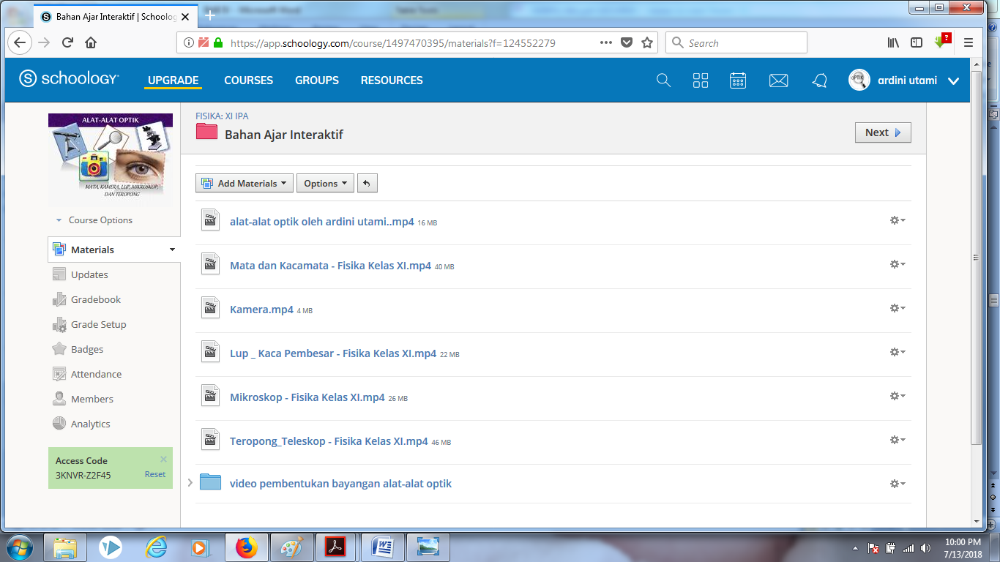 Bahan Ajar Interaktif | Schoolog
https://app.schoology.com/course/1497470395/materials?f=124552279
Search
S schoology
UPGRADE
COURSES
GROUPS
RESOURCES
ardini utami
ALAT-ALAT OPTIK
MATA, KAMERA, LUP, MIKROSKOP,
DAN TEROPONG
Course Options
Materials
Updates
Gradebook
Grade Setup
Badges
Attendance
Members
Analytics
Access Code
3KNVR-Z2F45
Reset
FISIKA: XI IPA
Bahan Ajar Interaktif
Next
Add Materials
Options
alat-alat optik oleh ardini utami..mp4 16 MB
Mata dan Kacamata - Fisika Kelas XI.mp4 40 MB
Kamera.mp4 4 MB
Lup _ Kaca Pembesar - Fisika Kelas XI.mp4 22 MB
Mikroskop - Fisika Kelas XI.mp4 26 MB
Teropong_Teleskop - Fisika Kelas XI.mp4 46 MB
video pembentukan bayangan alat-alat optik
10:00 PM
7/13/2018